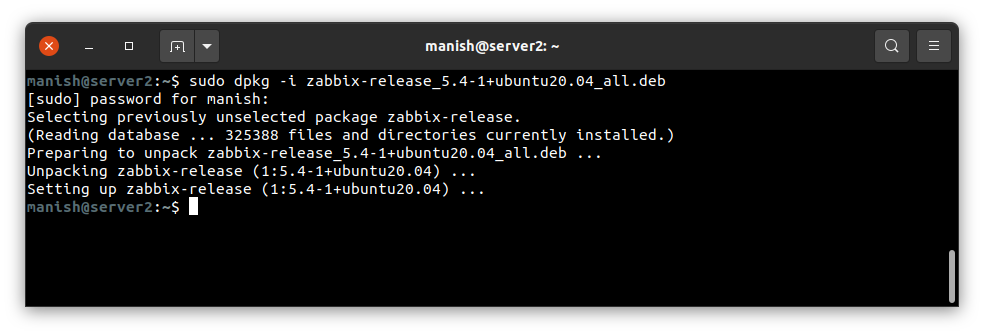 manish@server2: ~
manish@server2:~$ sudo dpkg -i zabbix-release_5.4-1+ubuntu20.04_all.deb
[sudo] password for manish:
Selecting previously unselected package zabbix-release.
(Reading database ... 325388 files and directories currently installed.)
Preparing to unpack zabbix-release_5.4-1+ubuntu20.04_all.deb ...
Unpacking zabbix-release (1:5.4-1+ubuntu20.04) ...
Setting up zabbix-release (1:5.4-1+ubuntu20.04) ...
manish@server2:~$